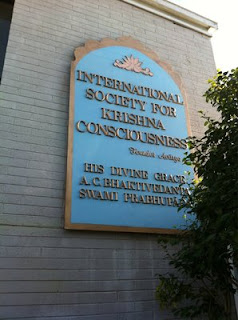 INTERNATIONAL
SOCIETY FOR
KRISHNA
CONSCIOUSNESS
Founder Acharya
HIS DIVINE GRACE
A.C. BHAKTIVEDANTA
SWAMI PRABHUPADA